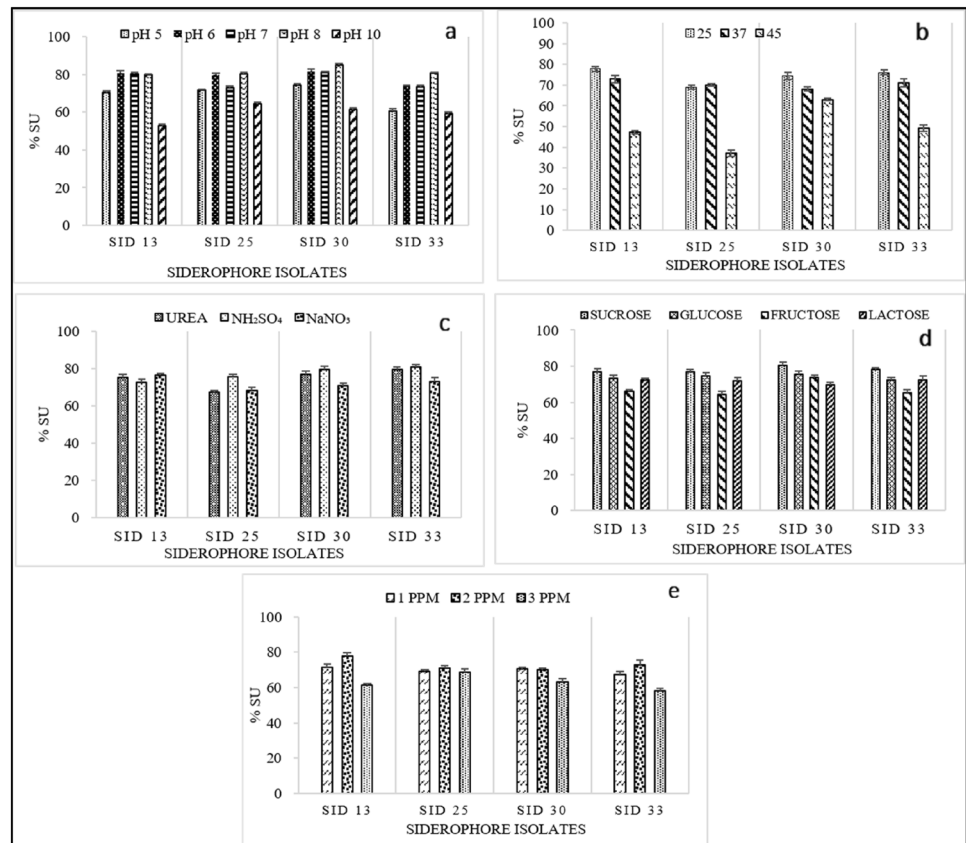 pH 5 pH 6 pH 7 pH 8 pH 10
a
100
80
60
40
20
0
% SU
SID 13 SID 25 SID 30 SID 33
SIDEROPHORE ISOLATES
25 37 45
b
100
90
80
70
60
50
40
30
20
10
0
% SU
SID 13 SID 25 SID 30 SID 33
SIDEROPHORE ISOLATES
UREA NH₂SO₄ NaNO₃
c
100
80
60
40
20
0
% SU
SID 13 SID 25 SID 30 SID 33
SIDEROPHORE ISOLATES
SUCROSE GLUCOSE FRUCTOSE LACTOSE
d
100
80
60
40
20
0
% SU
SID 13 SID 25 SID 30 SID 33
SIDEROPHORE ISOLATES
1 PPM 2 PPM 3 PPM
e
100
80
60
40
20
0
% SU
SID 13 SID 25 SID 30 SID 33
SIDEROPHORE ISOLATES